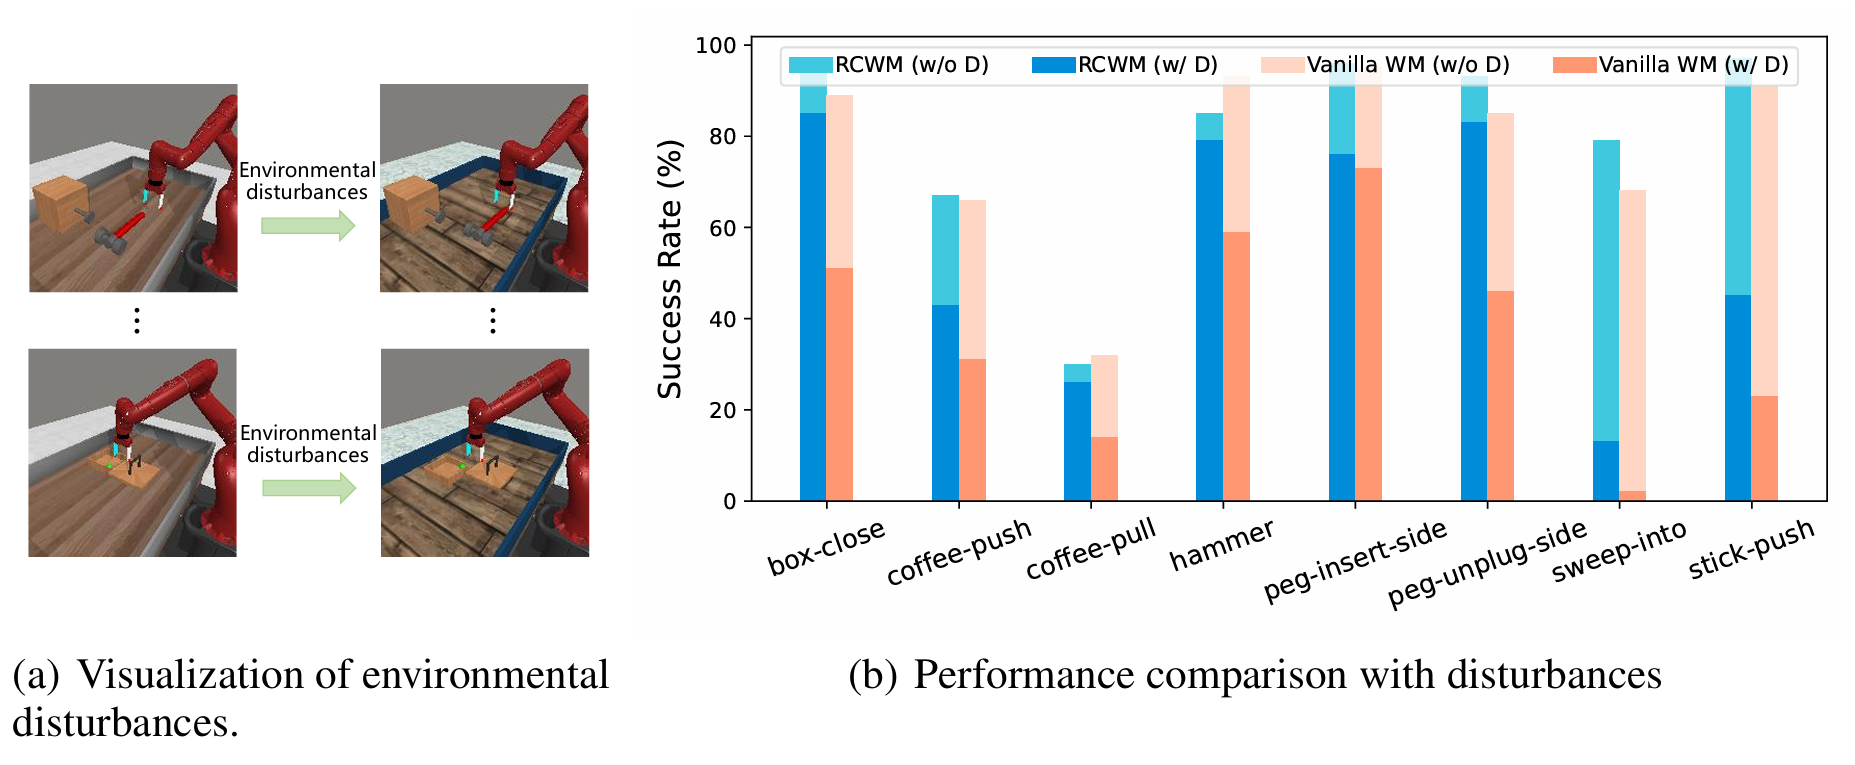 Environmental
disturbances
Environmental
disturbances
(a) Visualization of environmental
disturbances.
100
80
60
40
20
0
Success Rate (%)
RCWM (w/o D)
RCWM (w/ D)
Vanilla WM (w/o D)
Vanilla WM (w/ D)
box-close
coffee-push
coffee-pull
hammer
peg-insert-side
peg-unplug-side
sweep-into
stick-push
(b) Performance comparison with disturbances